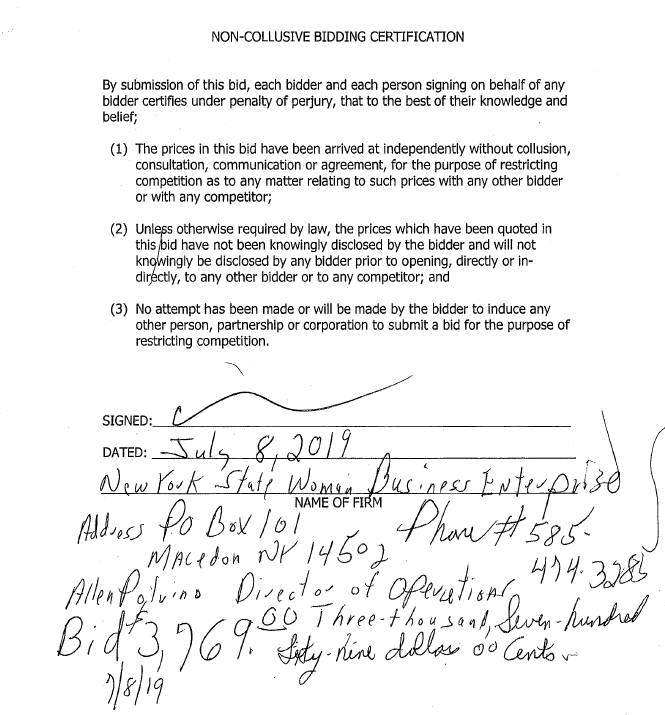 NON-COLLUSIVE BIDDING CERTIFICATION
By submission of this bid, each bidder and each person signing on behalf of any
bidder certifies under penalty of perjury, that to the best of their knowledge and
belief;
(1) The prices in this bid have been arrived at independently without collusion,
consultation, communication or agreement, for the purpose of restricting
competition as to any matter relating to such prices with any other bidder
or with any competitor;
(2) Unless otherwise required by law, the prices which have been quoted in
this bid have not been knowingly disclosed by the bidder and will not
knowingly be disclosed by any bidder prior to opening, directly or in-
directly, to any other bidder or to any competitor; and
(3) No attempt has been made or will be made by the bidder to induce any
other person, partnership or corporation to submit a bid for the purpose of
restricting competition.
SIGNED:
DATED: July 8, 2019
New York State Woman Business Enterprise
NAME OF FIRM
Address PO Box 101 Phone # 585-
Macedon NY 14502 474-3285
Allen Polvino Director of Operations
Bid $3,769.00 Three-thousand, Seven-hundred
Sixty-nine dollars 00 Cents
7/8/19